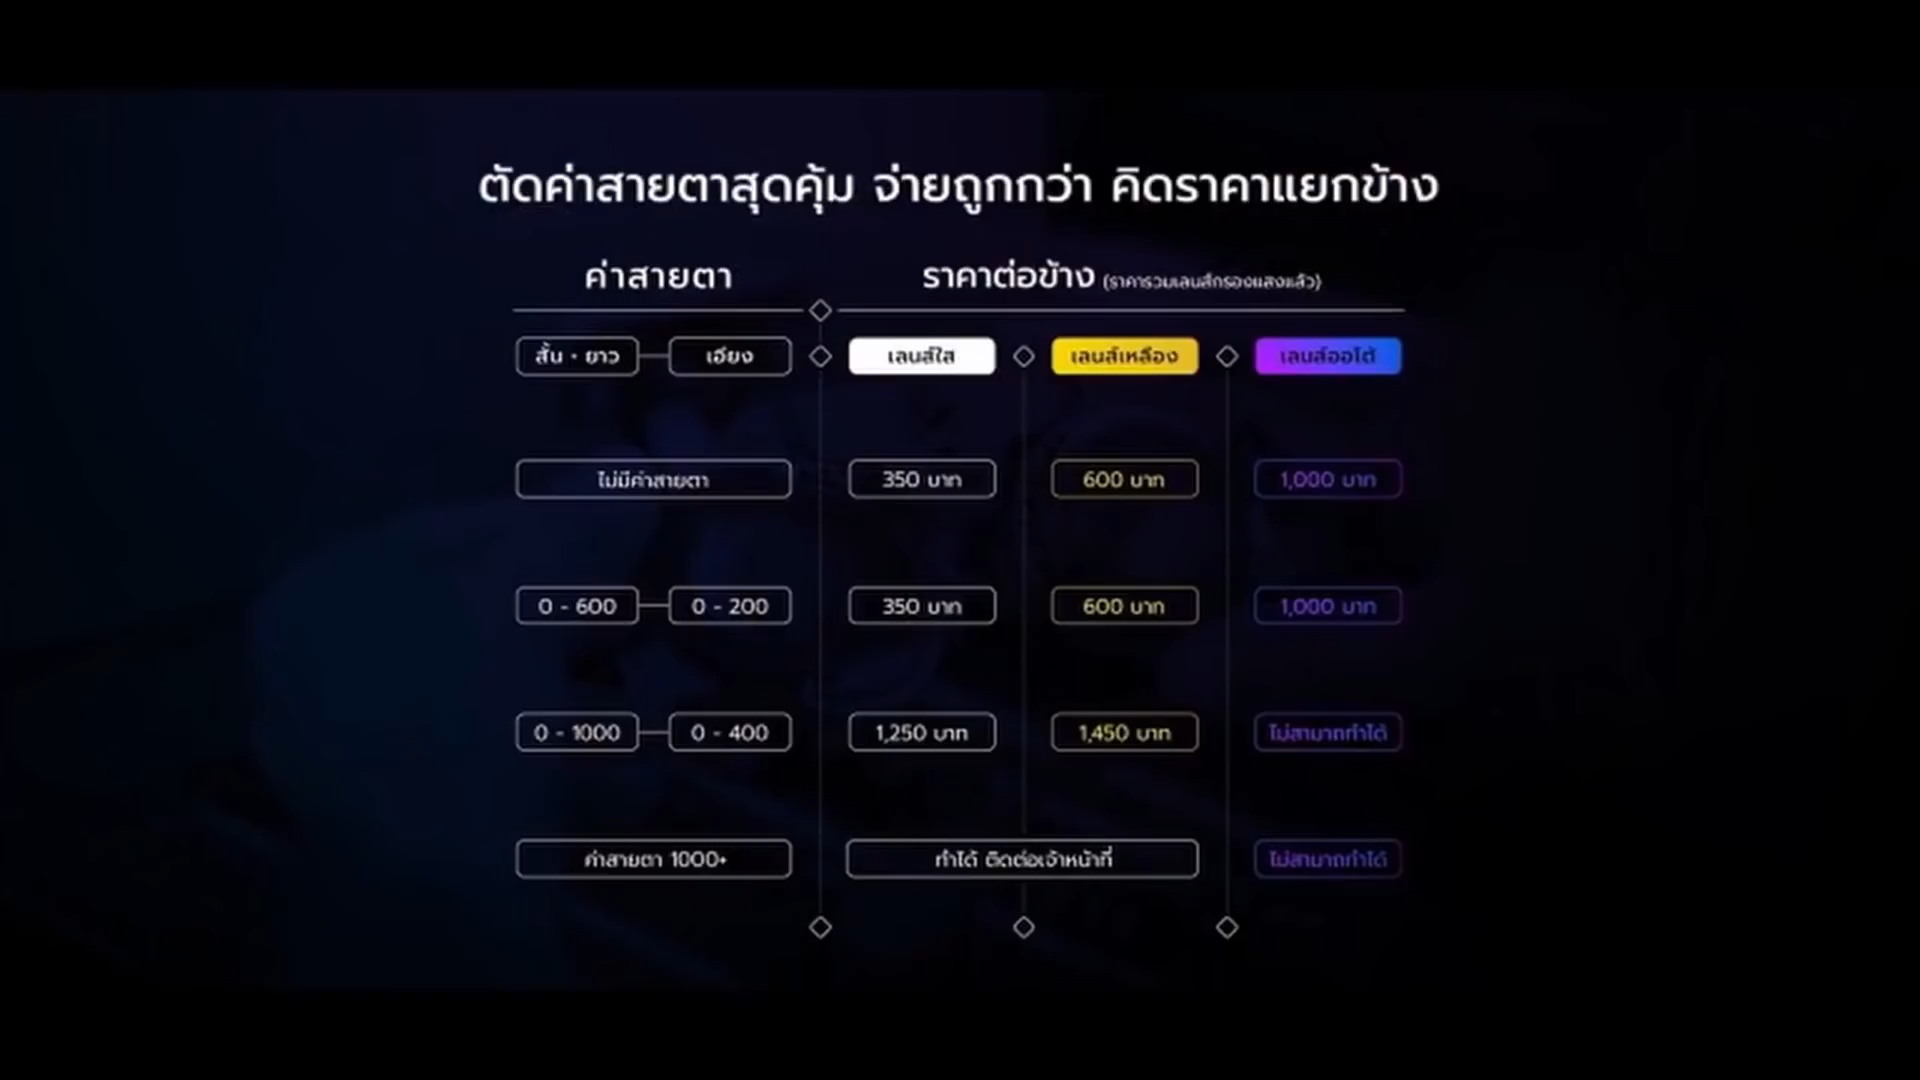 ตัดค่าสายตาสุดคุ้ม จ่ายถูกกว่า คิดราคาแยกข้าง
ค่าสายตา ราคาต่อข้าง (ราคารวมเลนส์กรองแสงแล้ว)
สั้น • ยาว เอียง เลนส์ใส เลนส์เหลือง เลนส์ออโต้
ไม่มีค่าสายตา 350 บาท 600 บาท 1,000 บาท
0 - 600 0 - 200 350 บาท 600 บาท 1,000 บาท
0 - 1000 0 - 400 1,250 บาท 1,450 บาท ไม่สามาถทำได้
ค่าสายตา 1000+ ทำได้ ติดต่อเจ้าหน้าที่ ไม่สามาถทำได้